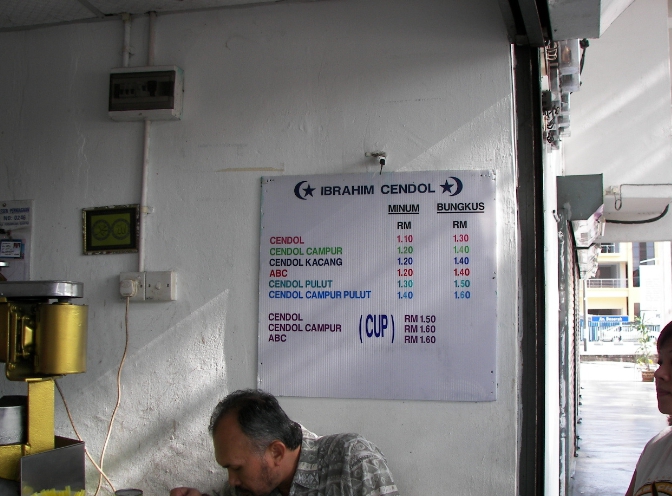 IBRAHIM CENDOL
MINUM BUNGKUS
RM RM
CENDOL 1.10 1.30
CENDOL CAMPUR 1.20 1.40
CENDOL KACANG 1.20 1.40
ABC 1.20 1.40
CENDOL PULUT 1.30 1.50
CENDOL CAMPUR PULUT 1.40 1.60
CENDOL RM 1.50
CENDOL CAMPUR (CUP) RM 1.60
ABC RM 1.60